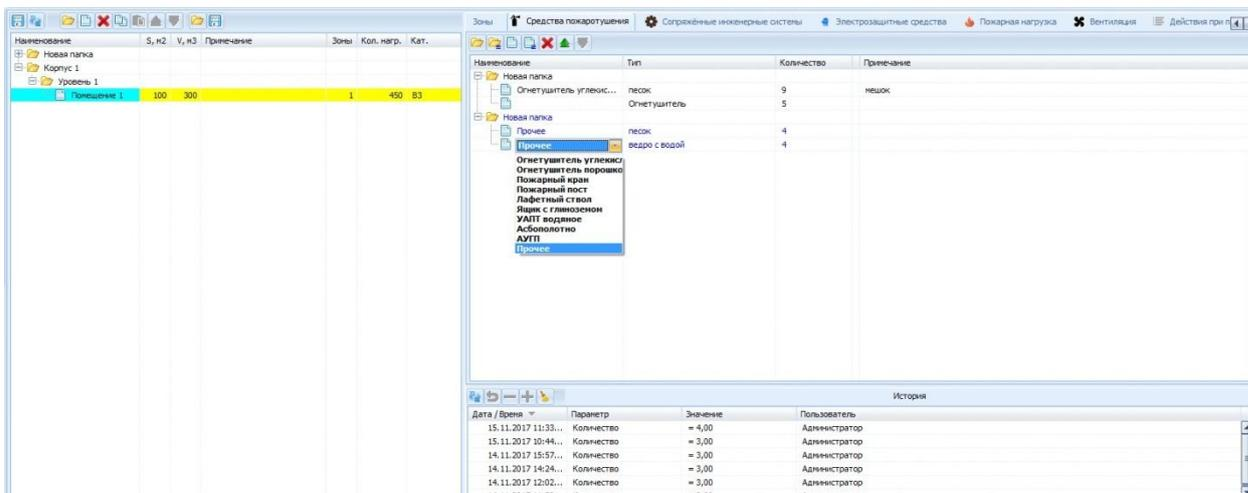 Зоны Средства пожаротушения Сопряжённые инженерные системы Электрозащитные средства Пожарная нагрузка Вентиляция Действия при п
Наименование S, м2 V, м3 Примечание Зоны Кол. нагр. Кат.
Новая папка
Корпус 1
Уровень 1
Помещение 1 100 300 1 450 В3
Наименование Тип Количество Примечание
Новая папка
Огнетушитель углекис... песок 9 мешок
Огнетушитель 5
Новая папка
Прочее песок 4
Прочее ведро с водой 4
Огнетушитель углекисл
Огнетушитель порошко
Пожарный кран
Пожарный пост
Лафетный ствол
Ящик с глиноземом
УАПТ водяное
Асбополотно
АУГП
Прочее
История
Дата / Время Параметр Значение Пользователь
15.11.2017 11:33... Количество = 4,00 Администратор
15.11.2017 10:44... Количество = 3,00 Администратор
14.11.2017 15:57... Количество = 3,00 Администратор
14.11.2017 14:24... Количество = 3,00 Администратор
14.11.2017 12:02... Количество = 3,00 Администратор